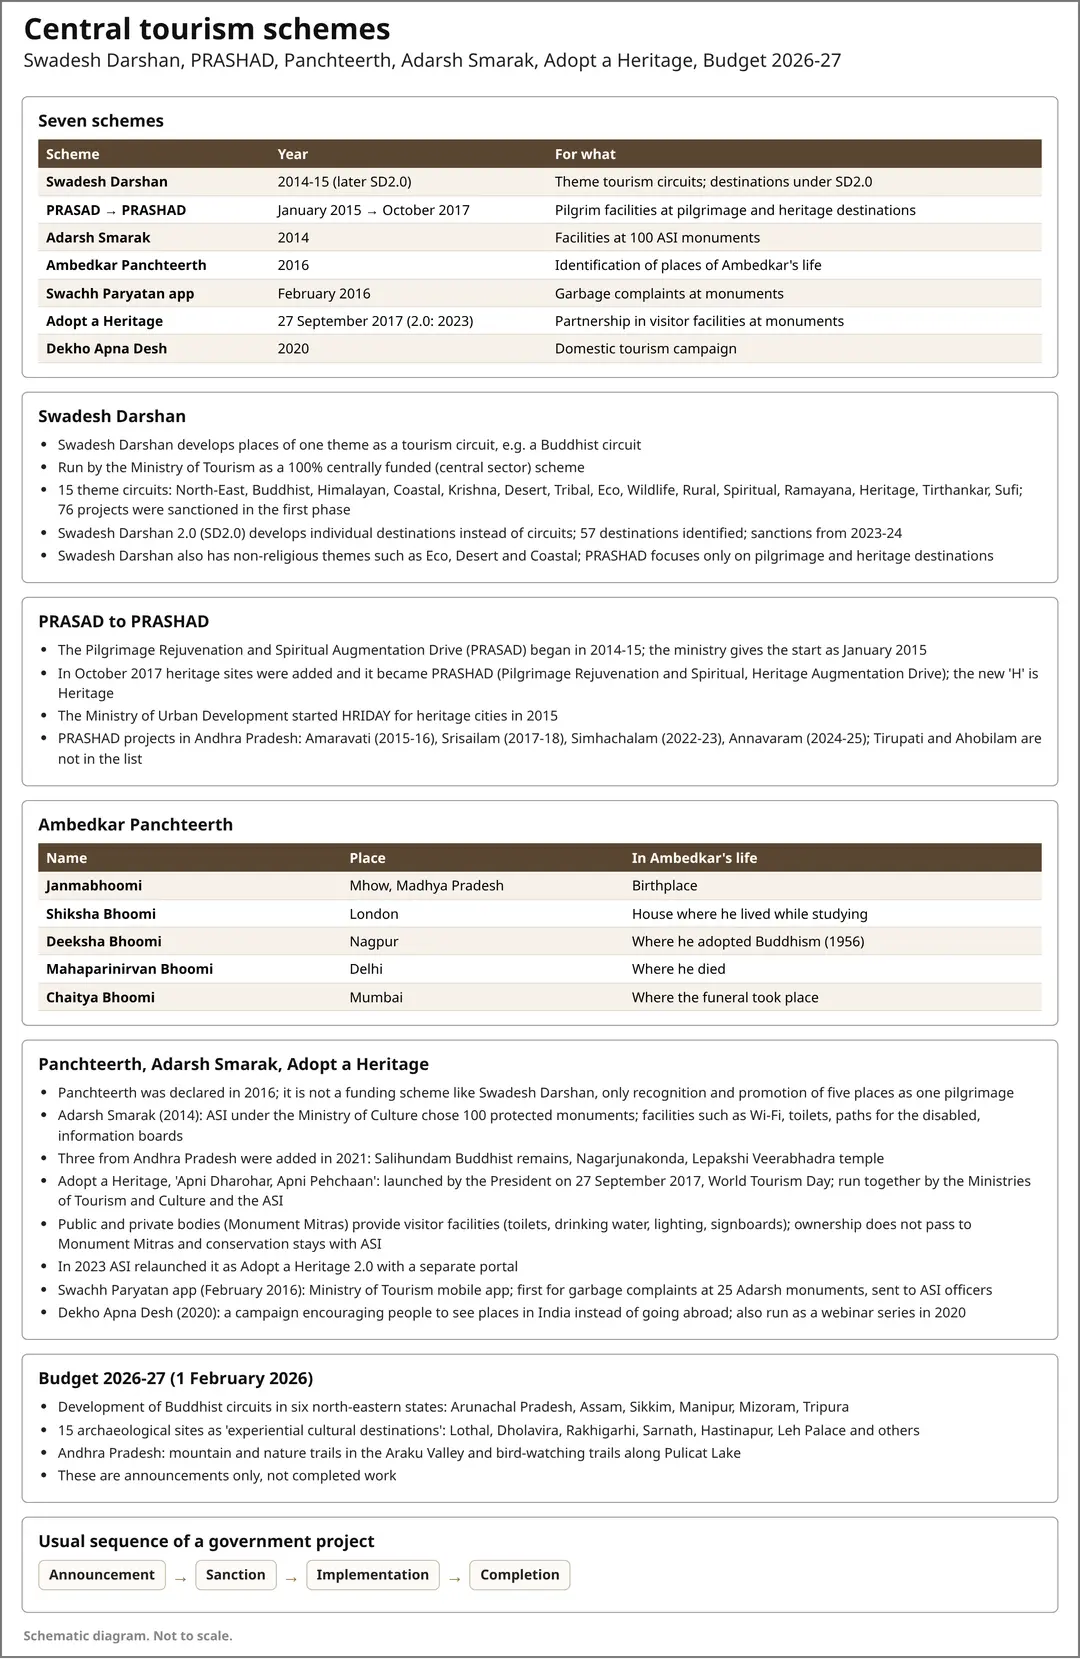 Central tourism schemes
Swadesh Darshan, PRASHAD, Panchteerth, Adarsh Smarak, Adopt a Heritage, Budget 2026-27
Seven schemes
Scheme Year For what
Swadesh Darshan 2014-15 (later SD2.0) Theme tourism circuits; destinations under SD2.0
PRASAD → PRASHAD January 2015 → October 2017 Pilgrim facilities at pilgrimage and heritage destinations
Adarsh Smarak 2014 Facilities at 100 ASI monuments
Ambedkar Panchteerth 2016 Identification of places of Ambedkar's life
Swachh Paryatan app February 2016 Garbage complaints at monuments
Adopt a Heritage 27 September 2017 (2.0: 2023) Partnership in visitor facilities at monuments
Dekho Apna Desh 2020 Domestic tourism campaign
Swadesh Darshan
• Swadesh Darshan develops places of one theme as a tourism circuit, e.g. a Buddhist circuit
• Run by the Ministry of Tourism as a 100% centrally funded (central sector) scheme
• 15 theme circuits: North-East, Buddhist, Himalayan, Coastal, Krishna, Desert, Tribal, Eco, Wildlife, Rural, Spiritual, Ramayana, Heritage, Tirthankar, Sufi;
76 projects were sanctioned in the first phase
• Swadesh Darshan 2.0 (SD2.0) develops individual destinations instead of circuits; 57 destinations identified; sanctions from 2023-24
• Swadesh Darshan also has non-religious themes such as Eco, Desert and Coastal; PRASHAD focuses only on pilgrimage and heritage destinations
PRASAD to PRASHAD
• The Pilgrimage Rejuvenation and Spiritual Augmentation Drive (PRASAD) began in 2014-15; the ministry gives the start as January 2015
• In October 2017 heritage sites were added and it became PRASHAD (Pilgrimage Rejuvenation and Spiritual, Heritage Augmentation Drive); the new 'H' is
Heritage
• The Ministry of Urban Development started HRIDAY for heritage cities in 2015
• PRASHAD projects in Andhra Pradesh: Amaravati (2015-16), Srisailam (2017-18), Simhachalam (2022-23), Annavaram (2024-25); Tirupati and Ahobilam are
not in the list
Ambedkar Panchteerth
Name Place In Ambedkar's life
Janmabhoomi Mhow, Madhya Pradesh Birthplace
Shiksha Bhoomi London House where he lived while studying
Deeksha Bhoomi Nagpur Where he adopted Buddhism (1956)
Mahaparinirvan Bhoomi Delhi Where he died
Chaitya Bhoomi Mumbai Where the funeral took place
Panchteerth, Adarsh Smarak, Adopt a Heritage
• Panchteerth was declared in 2016; it is not a funding scheme like Swadesh Darshan, only recognition and promotion of five places as one pilgrimage
• Adarsh Smarak (2014): ASI under the Ministry of Culture chose 100 protected monuments; facilities such as Wi-Fi, toilets, paths for the disabled,
information boards
• Three from Andhra Pradesh were added in 2021: Salihundam Buddhist remains, Nagarjunakonda, Lepakshi Veerabhadra temple
• Adopt a Heritage, 'Apni Dharohar, Apni Pehchaan': launched by the President on 27 September 2017, World Tourism Day; run together by the Ministries
of Tourism and Culture and the ASI
• Public and private bodies (Monument Mitras) provide visitor facilities (toilets, drinking water, lighting, signboards); ownership does not pass to
Monument Mitras and conservation stays with ASI
• In 2023 ASI relaunched it as Adopt a Heritage 2.0 with a separate portal
• Swachh Paryatan app (February 2016): Ministry of Tourism mobile app; first for garbage complaints at 25 Adarsh monuments, sent to ASI officers
• Dekho Apna Desh (2020): a campaign encouraging people to see places in India instead of going abroad; also run as a webinar series in 2020
Budget 2026-27 (1 February 2026)
• Development of Buddhist circuits in six north-eastern states: Arunachal Pradesh, Assam, Sikkim, Manipur, Mizoram, Tripura
• 15 archaeological sites as 'experiential cultural destinations': Lothal, Dholavira, Rakhigarhi, Sarnath, Hastinapur, Leh Palace and others
• Andhra Pradesh: mountain and nature trails in the Araku Valley and bird-watching trails along Pulicat Lake
• These are announcements only, not completed work
Usual sequence of a government project
Announcement → Sanction → Implementation → Completion
Schematic diagram. Not to scale.